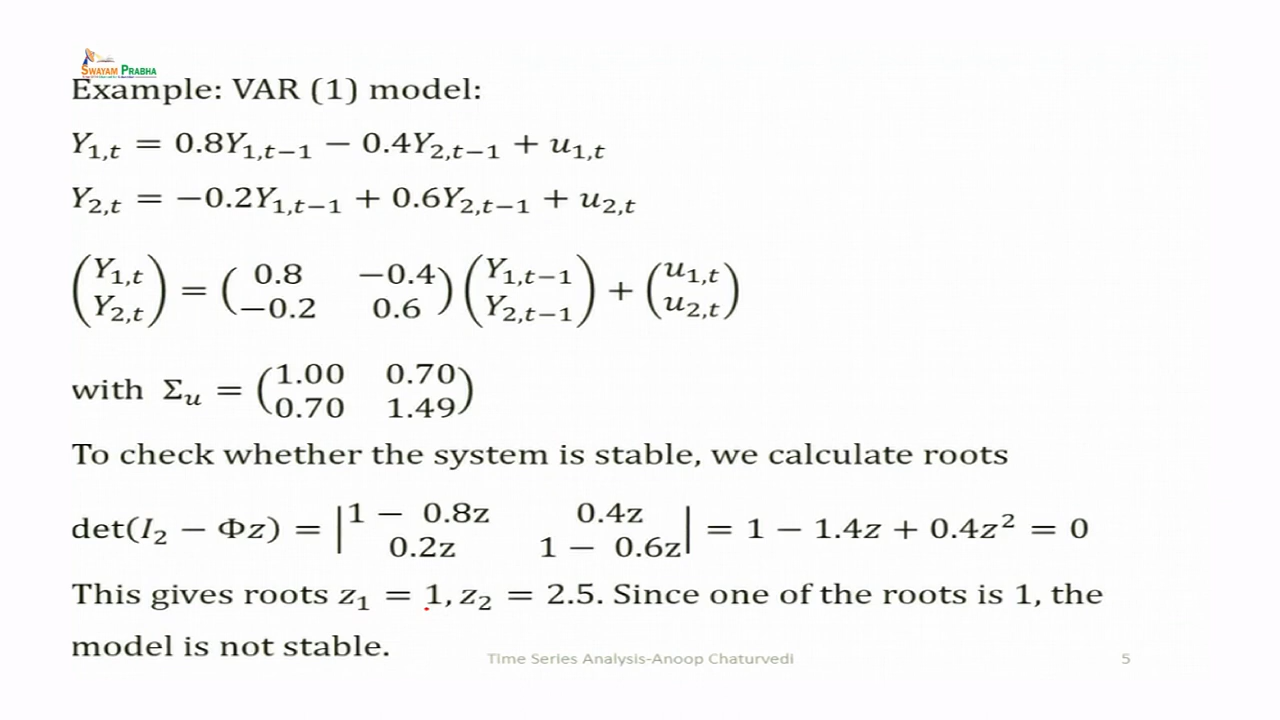 SWAYAM PRABHA
Example: VAR (1) model:
Y₁,ₜ = 0.8Y₁,ₜ₋₁ − 0.4Y₂,ₜ₋₁ + u₁,ₜ
Y₂,ₜ = −0.2Y₁,ₜ₋₁ + 0.6Y₂,ₜ₋₁ + u₂,ₜ
(Y₁,ₜ Y₂,ₜ) = (0.8 −0.4 −0.2 0.6) (Y₁,ₜ₋₁ Y₂,ₜ₋₁) + (u₁,ₜ u₂,ₜ)
with Σᵤ = (1.00 0.70 0.70 1.49)
To check whether the system is stable, we calculate roots
det(I₂ − Φz) = |1 − 0.8z 0.4z 0.2z 1 − 0.6z| = 1 − 1.4z + 0.4z² = 0
This gives roots z₁ = 1, z₂ = 2.5. Since one of the roots is 1, the
model is not stable.
Time Series Analysis-Anoop Chaturvedi 5